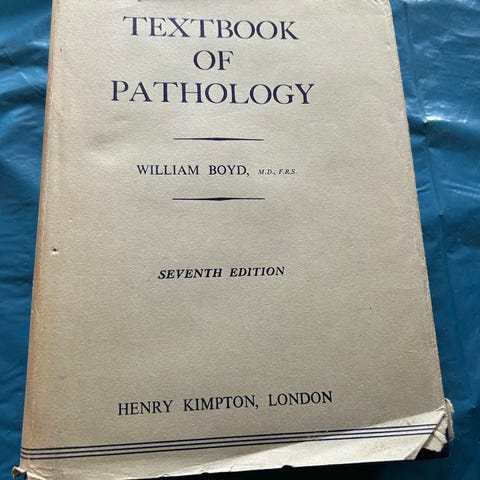 TEXTBOOK
OF
PATHOLOGY
WILLIAM BOYD, M.D., F.R.S.
SEVENTH EDITION
HENRY KIMPTON, LONDON